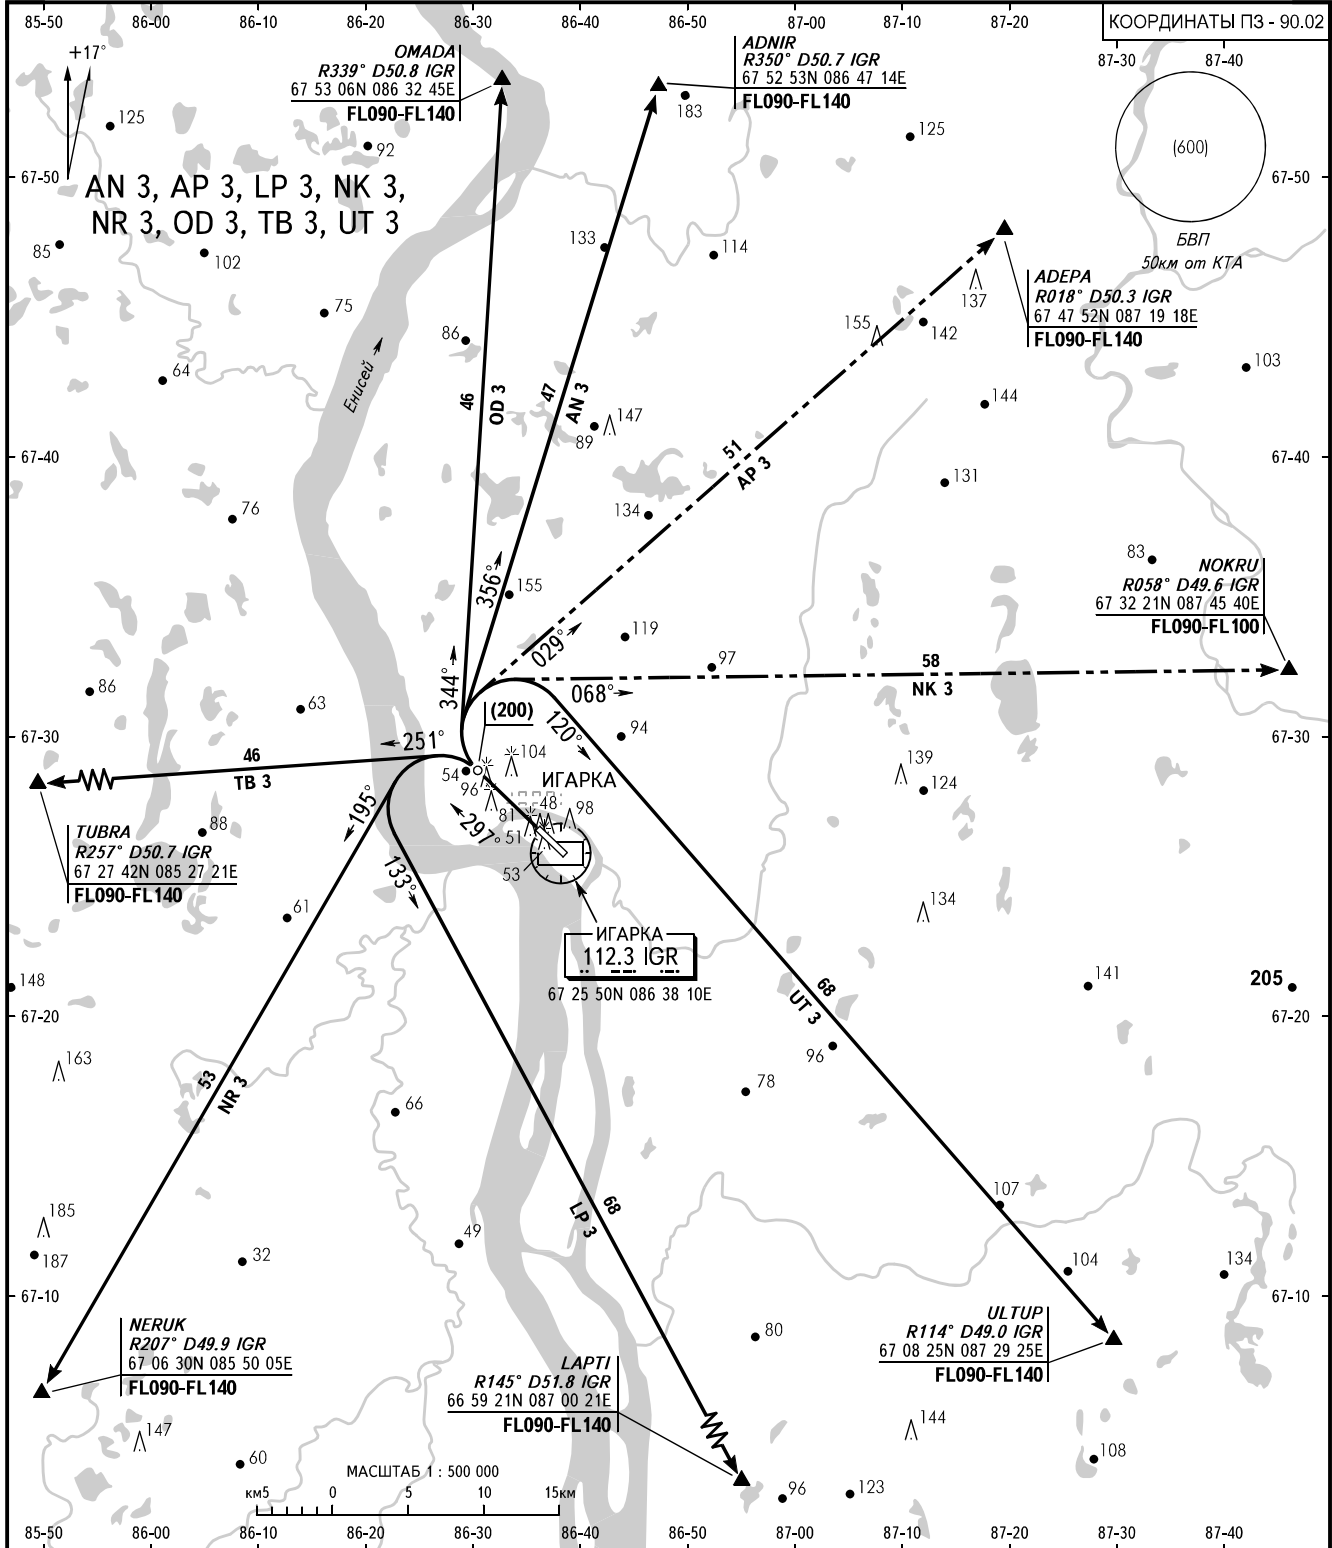 85-50 86-00 86-10 86-20 86-30 86-40 86-50 87-00 87-10 87-20
КООРДИНАТЫ ПЗ - 90.02
87-30 87-40
+17°
OMADA
R339° D50.8 IGR
67 53 06N 086 32 45E
FL090-FL140
ADNIR
R350° D50.7 IGR
67 52 53N 086 47 14E
FL090-FL140
183
125
92
125
(600)
67-50
67-50
AN 3, AP 3, LP 3, NK 3,
NR 3, OD 3, TB 3, UT 3
БВП
50км от КТА
85
102
133
114
75
86
Енисей
64
ADEPA
R018° D50.3 IGR
67 47 52N 087 19 18E
FL090-FL140
137
155
142
103
144
46
OD 3
47
AN 3
147
89
51
AP 3
67-40
67-40
131
76
134
83
NOKRU
R058° D49.6 IGR
67 32 21N 087 45 40E
FL090-FL100
356°
155
119
029°
97
58
NK 3
068°
344°
86
63
(200)
120°
94
67-30
67-30
251°
46
TB 3
54
104
96
ИГАРКА
139
124
81
48
98
51
297°
53
195°
133°
88
TUBRA
R257° D50.7 IGR
67 27 42N 085 27 21E
FL090-FL140
61
134
ИГАРКА
112.3 IGR
67 25 50N 086 38 10E
148
141
205
67-20
67-20
68
UT 3
163
96
78
53
NR 3
66
185
187
32
49
68
LP 3
107
104
134
67-10
67-10
NERUK
R207° D49.9 IGR
67 06 30N 085 50 05E
FL090-FL140
80
ULTUP
R114° D49.0 IGR
67 08 25N 087 29 25E
FL090-FL140
LAPTI
R145° D51.8 IGR
66 59 21N 087 00 21E
FL090-FL140
147
60
144
108
96
123
МАСШТАБ 1 : 500 000
км5 0 5 10 15км
85-50 86-00 86-10 86-20 86-30 86-40 86-50 87-00 87-10 87-20 87-30 87-40